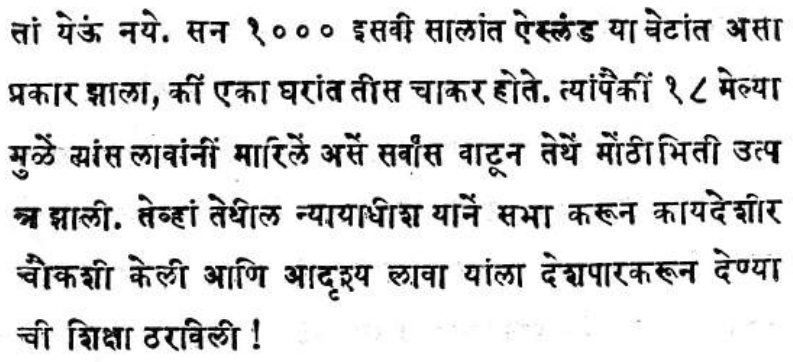 तां येऊं नये. सन १००० इसवी सालांत ऐस्लंड या बेटांत असा
प्रकार झाला, कीं एका घरांत तीस चाकर होते. त्यांपैकीं १८ मेल्या
मुळें त्यांस लावांनीं मारिलें असें सर्वांस वाटून तेथें मोंठी भिती उत्प
न्न झाली. तेव्हां तेथील न्यायाधीश यानें सभा करून कायदेशीर
चौकशी केली आणि आदृश्य लावा यांला देशपारकरून देण्या
ची शिक्षा ठरविली !